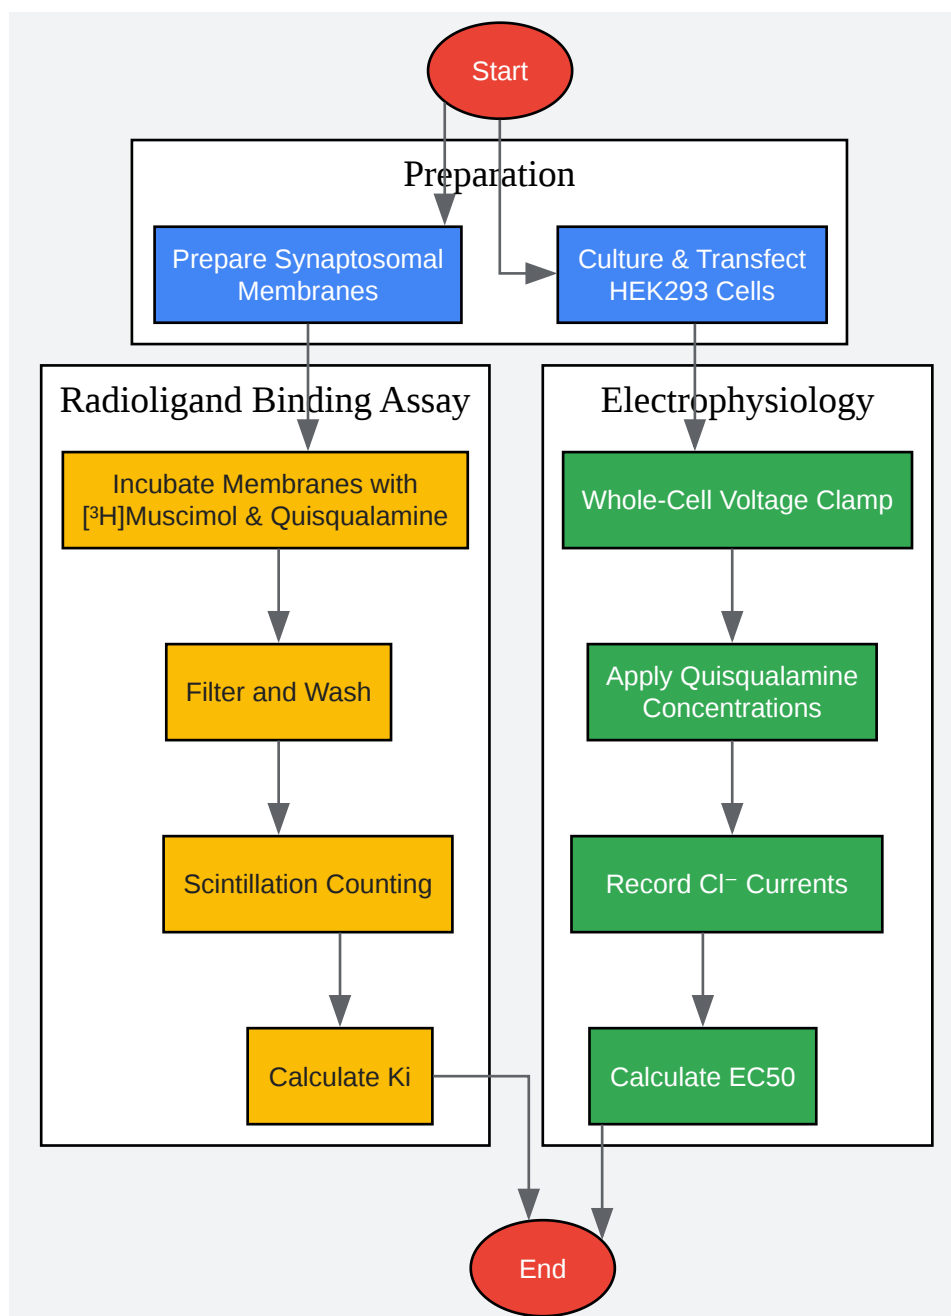 Start
Preparation
Prepare Synaptosomal
Membranes
Culture & Transfect
HEK293 Cells
Radioligand Binding Assay
Incubate Membranes with
[³H]Muscimol & Quisqualamine
Filter and Wash
Scintillation Counting
Calculate Ki
Electrophysiology
Whole-Cell Voltage Clamp
Apply Quisqualamine
Concentrations
Record Cl⁻ Currents
Calculate EC50
End